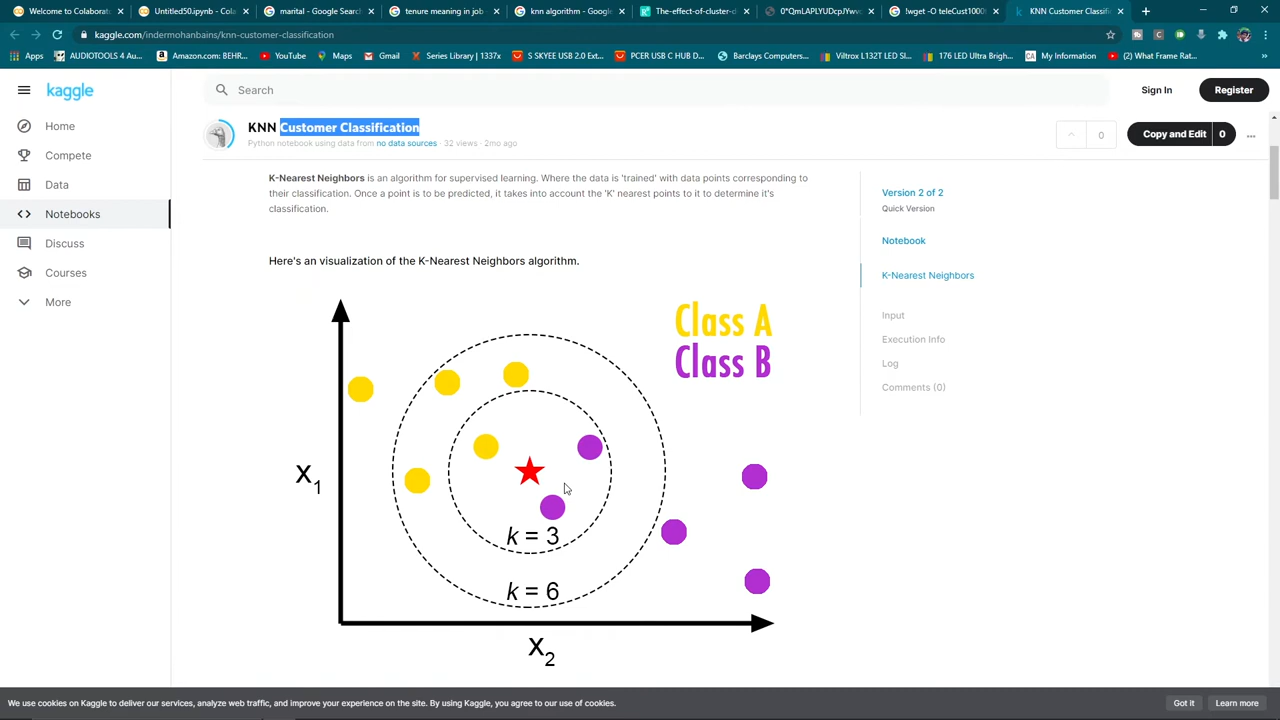 Welcome to Collaborat
Untitled50.ipynb - Cola
marital - Google Search
tenure meaning in job
knn algorithm - Google
The-effect-of-cluster-d
!wget -O teleCust1000
KNN Customer Classific
kaggle.com/indermohanbains/knn-customer-classification
Apps
AUDIOTOOLS 4 Au...
Amazon.com: BEHR...
YouTube
Maps
Gmail
Series Library | 1337x
S SKYEE USB 2.0 Ext...
PCER USB C HUB D...
Barclays Computers...
Viltrox L132T LED Sl...
176 LED Ultra Brigh...
My Information
(2) What Frame Rat...
kaggle
Search
Sign In
Register
Home
Compete
Data
Notebooks
Discuss
Courses
More
KNN Customer Classification
Python notebook using data from no data sources · 32 views · 2mo ago
0
Copy and Edit 0
K-Nearest Neighbors is an algorithm for supervised learning. Where the data is 'trained' with data points corresponding to
their classification. Once a point is to be predicted, it takes into account the 'K' nearest points to it to determine it's
classification.
Here's an visualization of the K-Nearest Neighbors algorithm.
Class A
Class B
X1
k = 3
k = 6
X2
Version 2 of 2
Quick Version
Notebook
K-Nearest Neighbors
Input
Execution Info
Log
Comments (0)
We use cookies on Kaggle to deliver our services, analyze web traffic, and improve your experience on the site. By using Kaggle, you agree to our use of cookies.
Got it
Learn more